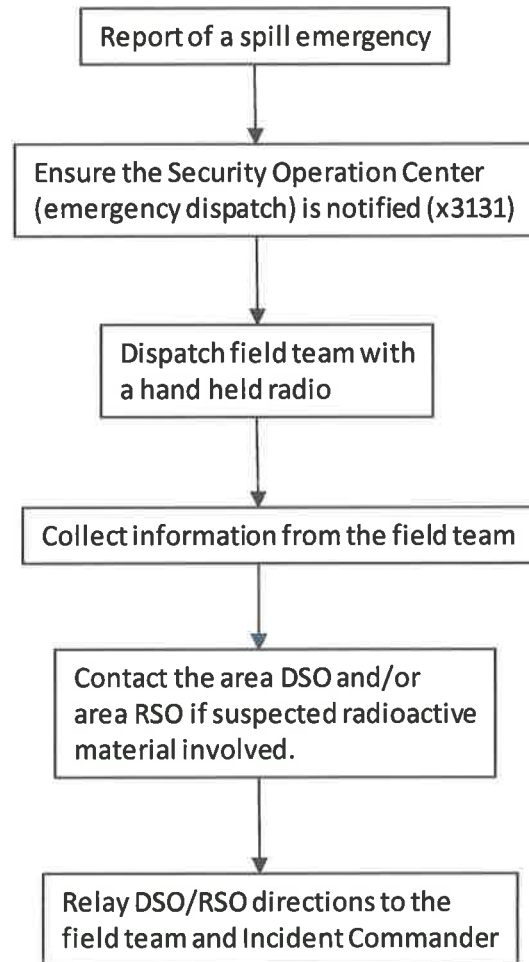 Report of a spill emergency
Ensure the Security Operation Center
(emergency dispatch) is notified (x3131)
Dispatch field team with
a hand held radio
Collect information from the field team
Contact the area DSO and/or
area RSO if suspected radioactive
material involved.
Relay DSO/RSO directions to the
field team and Incident Commander